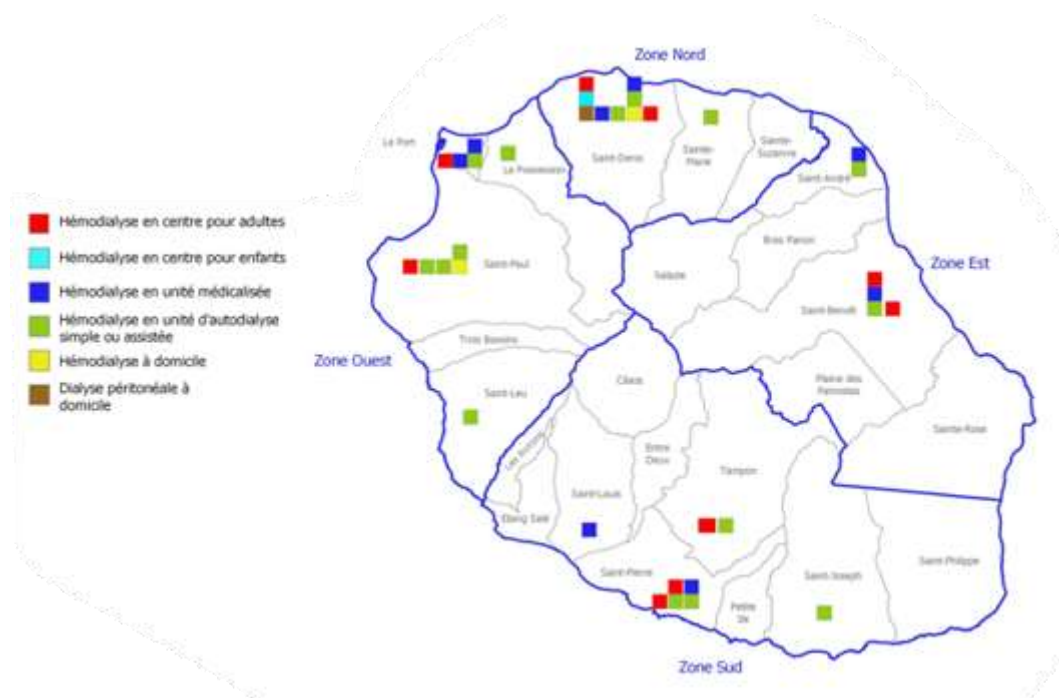 Zone Nord
Le Port
La Possession
Saint-Denis
Sainte-
Marie
Sainte-
Suzanne
Saint-André
Hémodialyse en centre pour adultes
Hémodialyse en centre pour enfants
Hémodialyse en unité médicalisée
Hémodialyse en unité d'autodialyse
simple ou assistée
Hémodialyse à domicile
Dialyse péritonéale à
domicile
Saint-Paul
Bras Panon
Salazie
Zone Est
Saint-Benoît
Trois Bassins
Zone Ouest
Saint-Leu
Cilaos
Plaine des
Palmistes
Sainte-Rose
Les Avirons
Entre
Deux
Tampon
Saint-Louis
Etang Salé
Saint-Pierre
Petite
Ile
Saint-Joseph
Saint-Philippe
Zone Sud